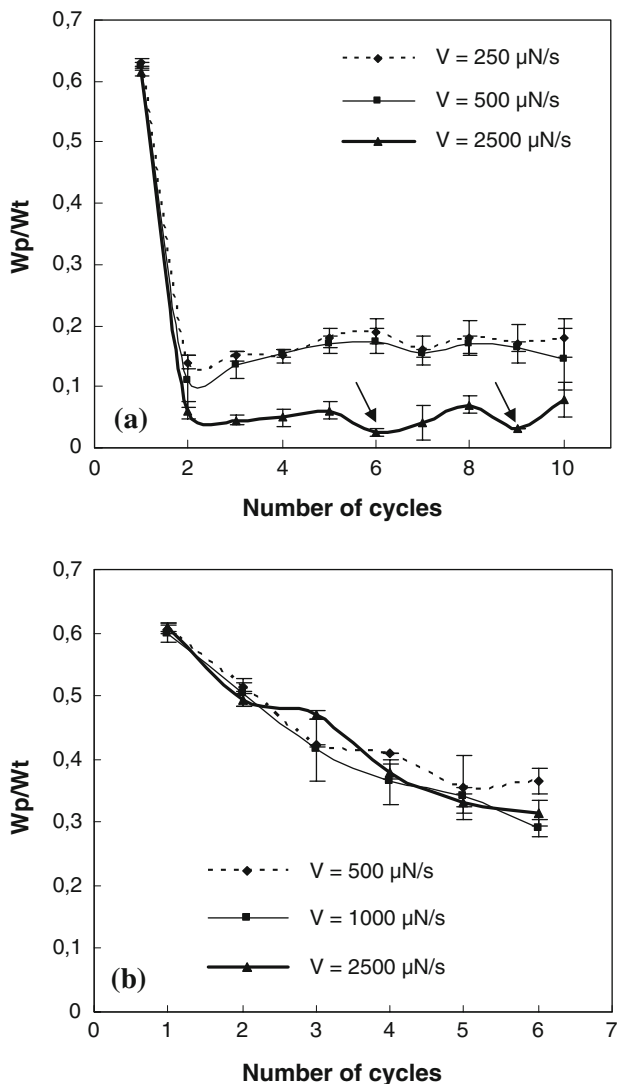 0,7
0,6
0,5
0,4
0,3
0,2
0,1
0
Wp/Wt
V = 250 µN/s
V = 500 µN/s
V = 2500 µN/s
(a)
0 2 4 6 8 10
Number of cycles
0,7
0,6
0,5
0,4
0,3
0,2
0,1
0
Wp/Wt
V = 500 µN/s
V = 1000 µN/s
V = 2500 µN/s
(b)
0 1 2 3 4 5 6 7
Number of cycles